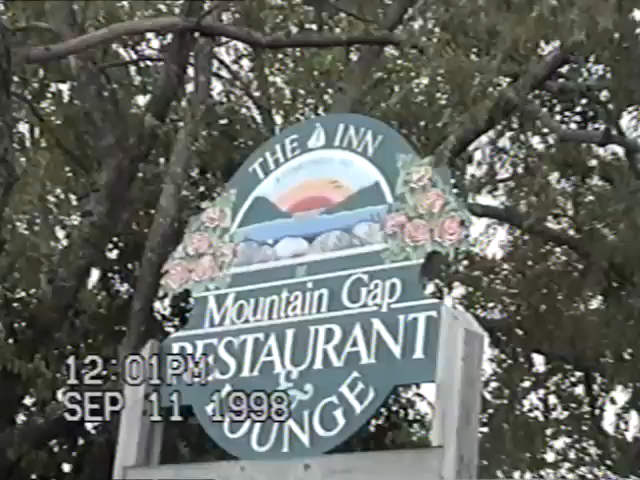 THE INN
Mountain Gap
RESTAURANT
&
LOUNGE
12:01PM
SEP 11 1998